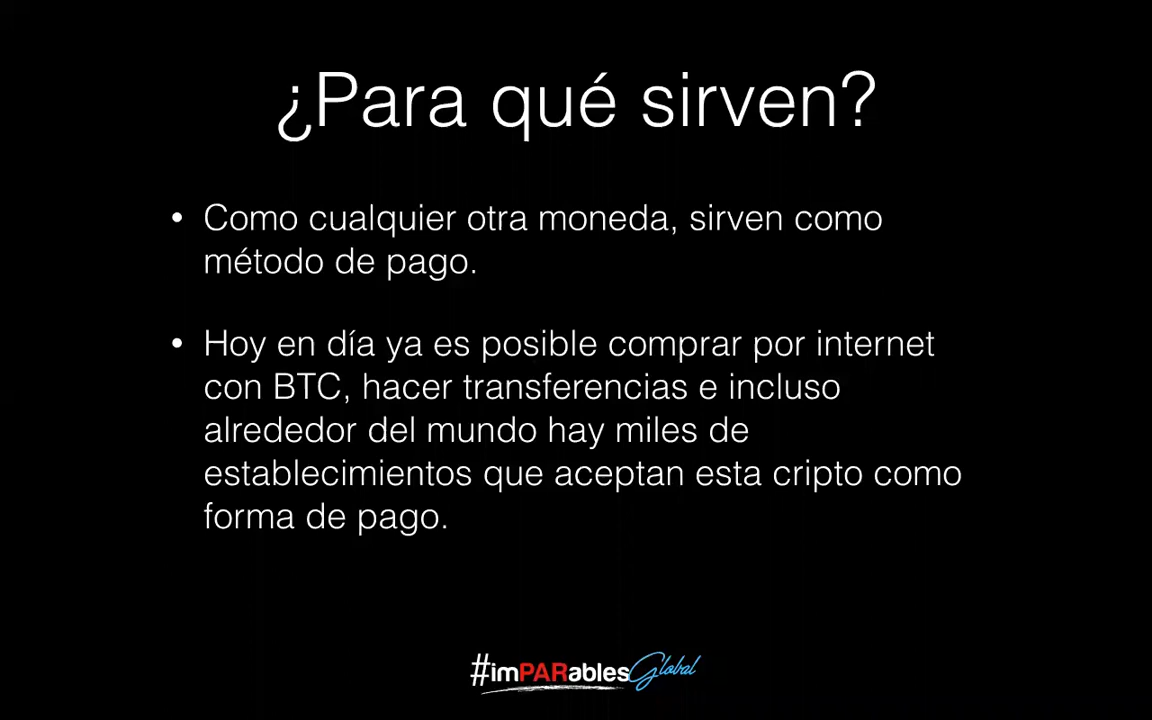 ¿Para qué sirven?
• Como cualquier otra moneda, sirven como
método de pago.
• Hoy en día ya es posible comprar por internet
con BTC, hacer transferencias e incluso
alrededor del mundo hay miles de
establecimientos que aceptan esta cripto como
forma de pago.
#imPARablesGlobal